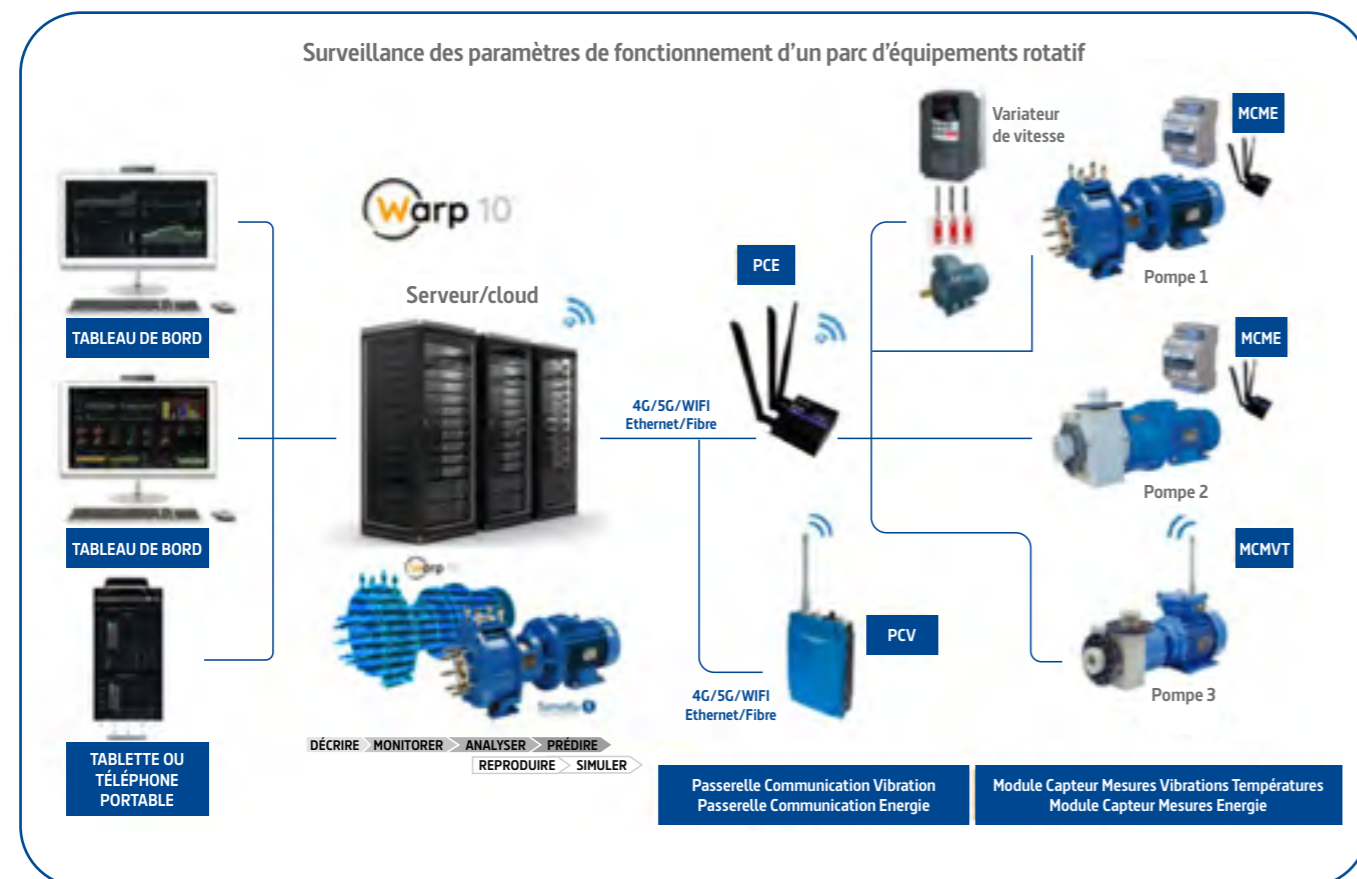 Surveillance des paramètres de fonctionnement d'un parc d'équipements rotatif
Warp 10
Serveur/cloud
TABLEAU DE BORD
TABLEAU DE BORD
TABLETTE OU
TÉLÉPHONE
PORTABLE
4G/5G/WIFI
Ethernet/Fibre
PCE
4G/5G/WIFI
Ethernet/Fibre
PCV
Variateur
de vitesse
MCME
Pompe 1
MCME
Pompe 2
MCMVT
Pompe 3
DÉCRIRE MONITORER ANALYSER PRÉDIRE
REPRODUIRE SIMULER
Passerelle Communication Vibration
Passerelle Communication Energie
Module Capteur Mesures Vibrations Températures
Module Capteur Mesures Energie